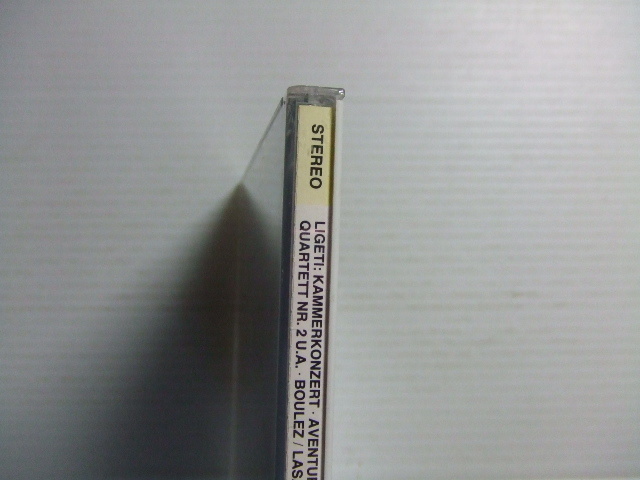 STEREO
LIGETI: KAMMERKONZERT · AVENTU
QUARTETT NR. 2 U.A. · BOULEZ / LAS